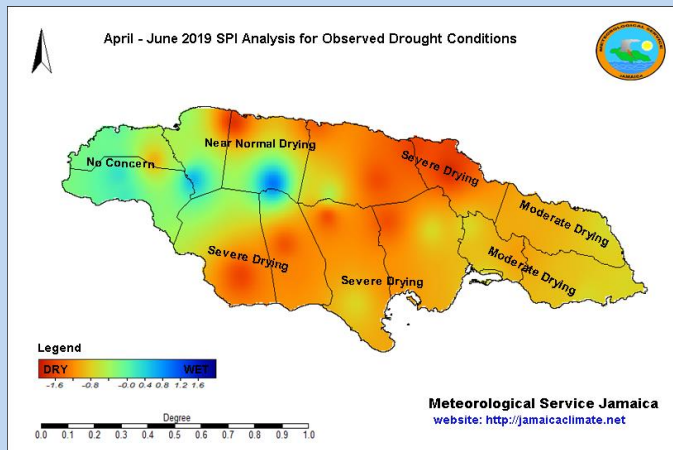 April - June 2019 SPI Analysis for Observed Drought Conditions
METEOROLOGICAL SERVICE
JAMAICA
Near Normal Drying
No Concern
Severe Drying
Moderate Drying
Severe Drying
Moderate Drying
Severe Drying
Legend
DRY WET
-1.6 -0.8 -0.0 0.4 0.8 1.2 1.6
Degree
0.0 0.1 0.2 0.3 0.4 0.5 0.6 0.7 0.8 0.9 1.0
Meteorological Service Jamaica
website: http://jamaicaclimate.net